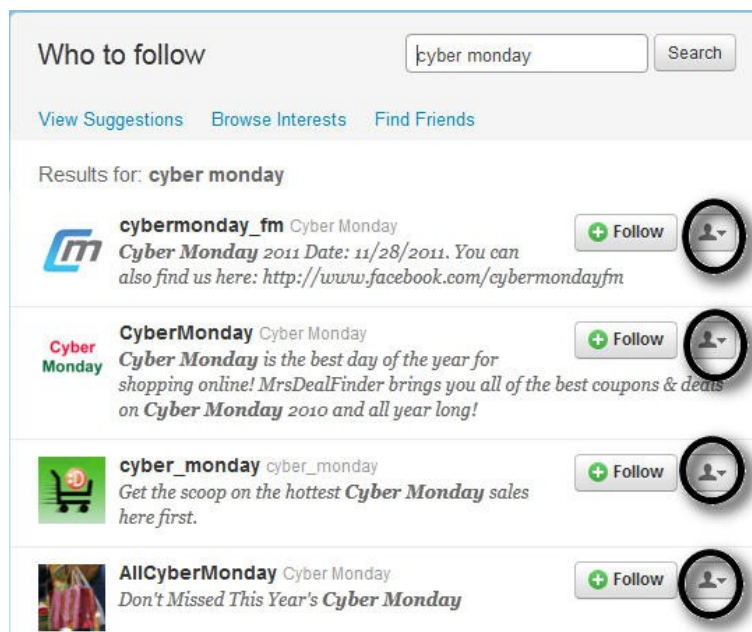 Who to follow
cyber monday
Search
View Suggestions Browse Interests Find Friends
Results for: cyber monday
cybermonday_fm Cyber Monday
Follow
Cyber Monday 2011 Date: 11/28/2011. You can
also find us here: http://www.facebook.com/cybermondayfm
Cyber
Monday
CyberMonday Cyber Monday
Follow
Cyber Monday is the best day of the year for
shopping online! MrsDealFinder brings you all of the best coupons & deals
on Cyber Monday 2010 and all year long!
cyber_monday cyber_monday
Follow
Get the scoop on the hottest Cyber Monday sales
here first.
AllCyberMonday Cyber Monday
Follow
Don't Missed This Year's Cyber Monday